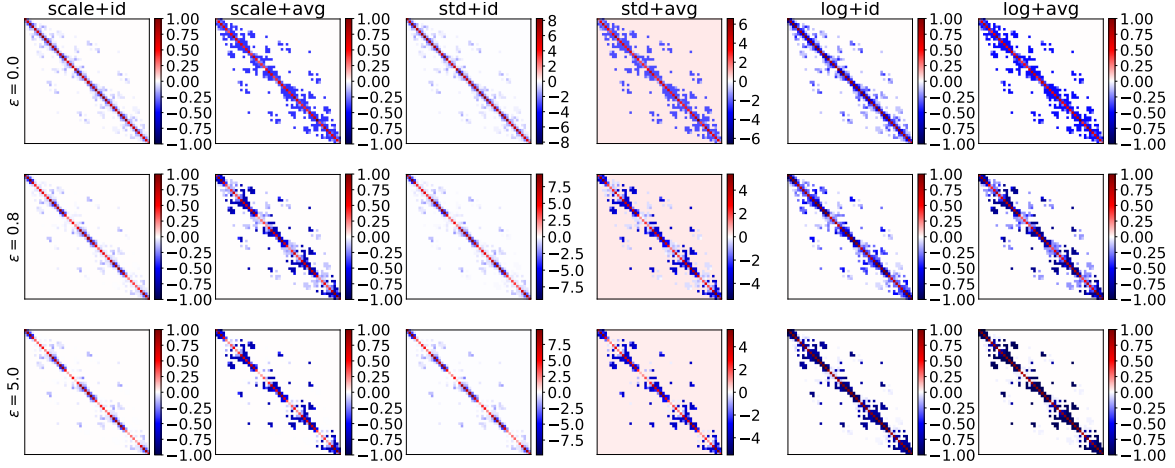 scale+id scale+avg std+id std+avg log+id log+avg
ε = 0.0
1.00 0.75 0.50 0.25 0.00 −0.25 −0.50 −0.75 −1.00
1.00 0.75 0.50 0.25 0.00 −0.25 −0.50 −0.75 −1.00
8 6 4 2 0 −2 −4 −6 −8
6 4 2 0 −2 −4 −6
1.00 0.75 0.50 0.25 0.00 −0.25 −0.50 −0.75 −1.00
1.00 0.75 0.50 0.25 0.00 −0.25 −0.50 −0.75 −1.00
ε = 0.8
1.00 0.75 0.50 0.25 0.00 −0.25 −0.50 −0.75 −1.00
1.00 0.75 0.50 0.25 0.00 −0.25 −0.50 −0.75 −1.00
7.5 5.0 2.5 0.0 −2.5 −5.0 −7.5
4 2 0 −2 −4
1.00 0.75 0.50 0.25 0.00 −0.25 −0.50 −0.75 −1.00
1.00 0.75 0.50 0.25 0.00 −0.25 −0.50 −0.75 −1.00
ε = 5.0
1.00 0.75 0.50 0.25 0.00 −0.25 −0.50 −0.75 −1.00
1.00 0.75 0.50 0.25 0.00 −0.25 −0.50 −0.75 −1.00
7.5 5.0 2.5 0.0 −2.5 −5.0 −7.5
4 2 0 −2 −4
1.00 0.75 0.50 0.25 0.00 −0.25 −0.50 −0.75 −1.00
1.00 0.75 0.50 0.25 0.00 −0.25 −0.50 −0.75 −1.00